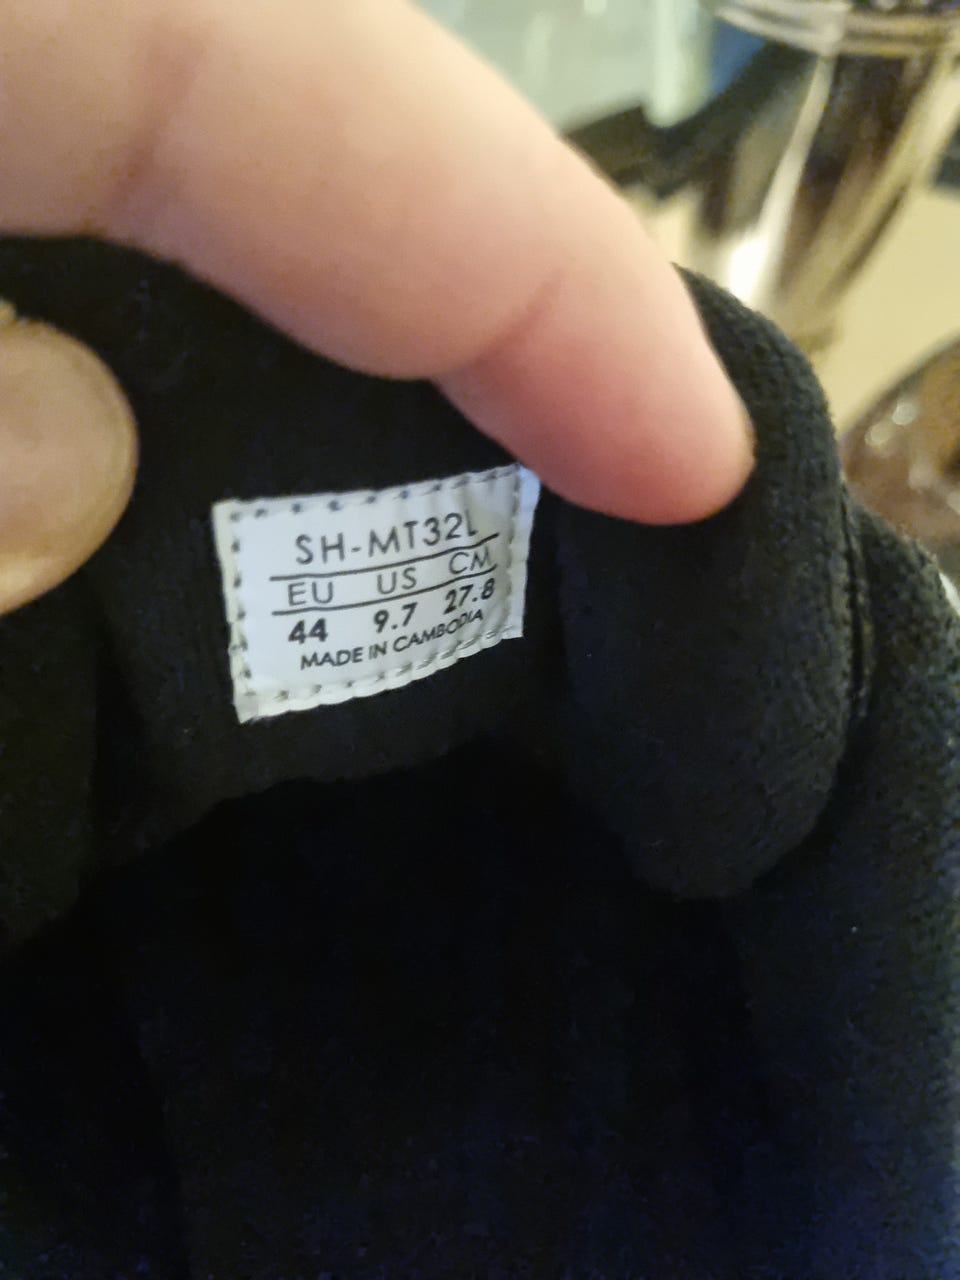 SH-MT32L
EU US CM
44 9.7 27.8
MADE IN CAMBODIA